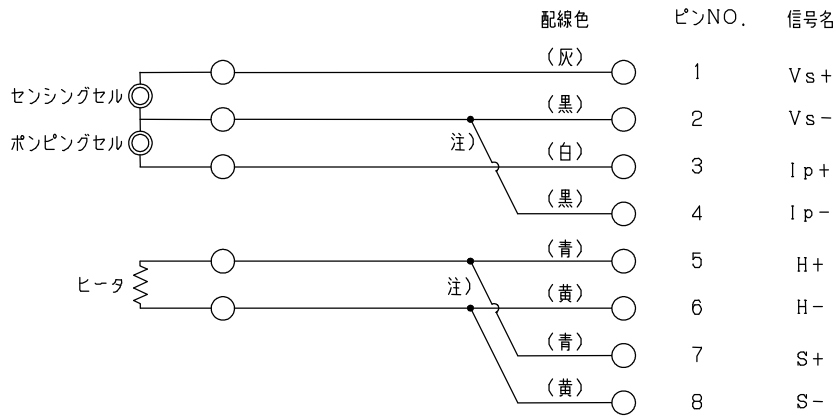 配線色 ピンNO. 信号名
(灰) 1 Vs+
センシングセル
(黒) 2 Vs-
ポンピングセル 注) (白) 3 Ip+
(黒) 4 Ip-
(青) 5 H+
ヒータ 注) (黄) 6 H-
(青) 7 S+
(黄) 8 S-